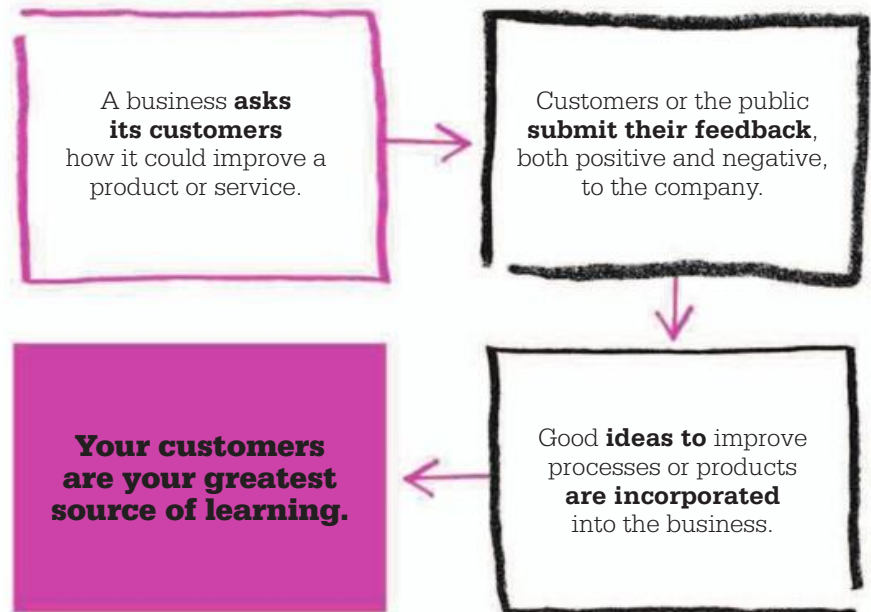 A business asks
its customers
how it could improve a
product or service.
Customers or the public
submit their feedback,
both positive and negative,
to the company.
Good ideas to improve
processes or products
are incorporated
into the business.
Your customers
are your greatest
source of learning.